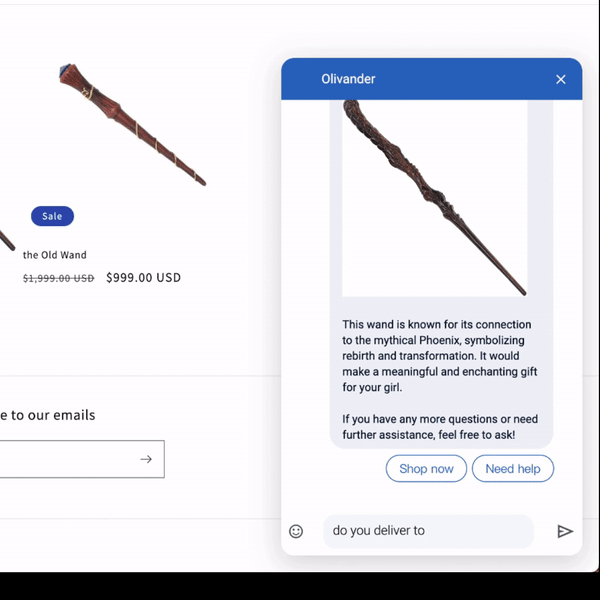 Sale
the Old Wand
$1,999.00 USD $999.00 USD
e to our emails
Olivander
This wand is known for its connection
to the mythical Phoenix, symbolizing
rebirth and transformation. It would
make a meaningful and enchanting gift
for your girl.
If you have any more questions or need
further assistance, feel free to ask!
Shop now Need help
do you deliver to